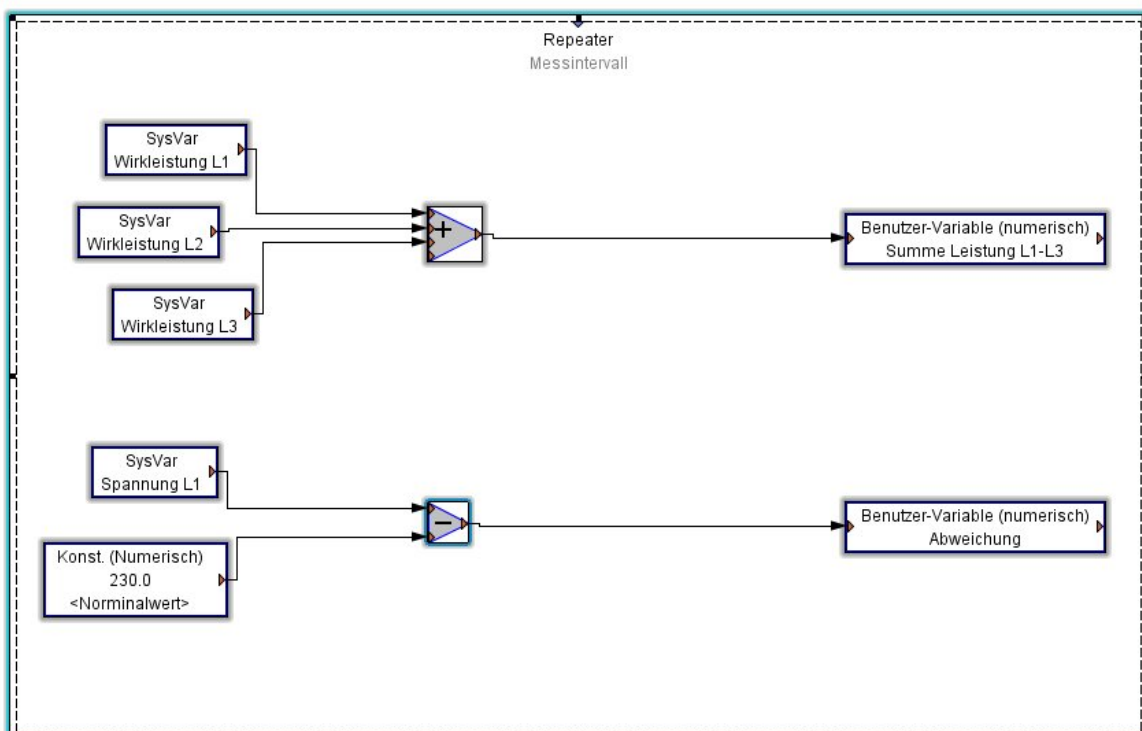 Repeater
Messintervall
SysVar
Wirkleistung L1
SysVar
Wirkleistung L2
SysVar
Wirkleistung L3
+
Benutzer-Variable (numerisch)
Summe Leistung L1-L3
SysVar
Spannung L1
Konst. (Numerisch)
230.0
<Norminalwert>
−
Benutzer-Variable (numerisch)
Abweichung